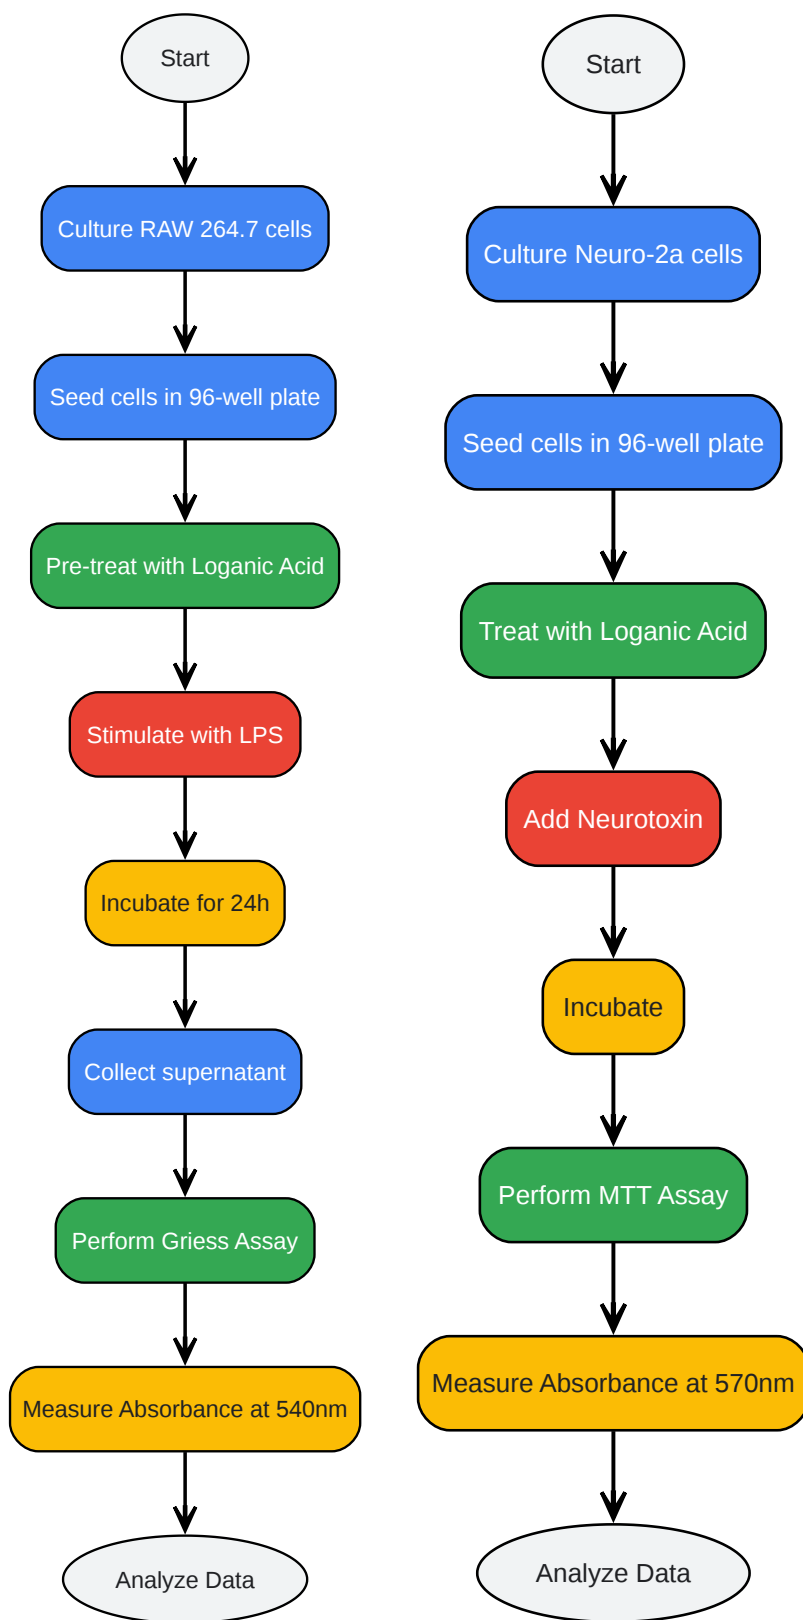 Start
Culture RAW 264.7 cells
Seed cells in 96-well plate
Pre-treat with Loganic Acid
Stimulate with LPS
Incubate for 24h
Collect supernatant
Perform Griess Assay
Measure Absorbance at 540nm
Analyze Data
Start
Culture Neuro-2a cells
Seed cells in 96-well plate
Treat with Loganic Acid
Add Neurotoxin
Incubate
Perform MTT Assay
Measure Absorbance at 570nm
Analyze Data